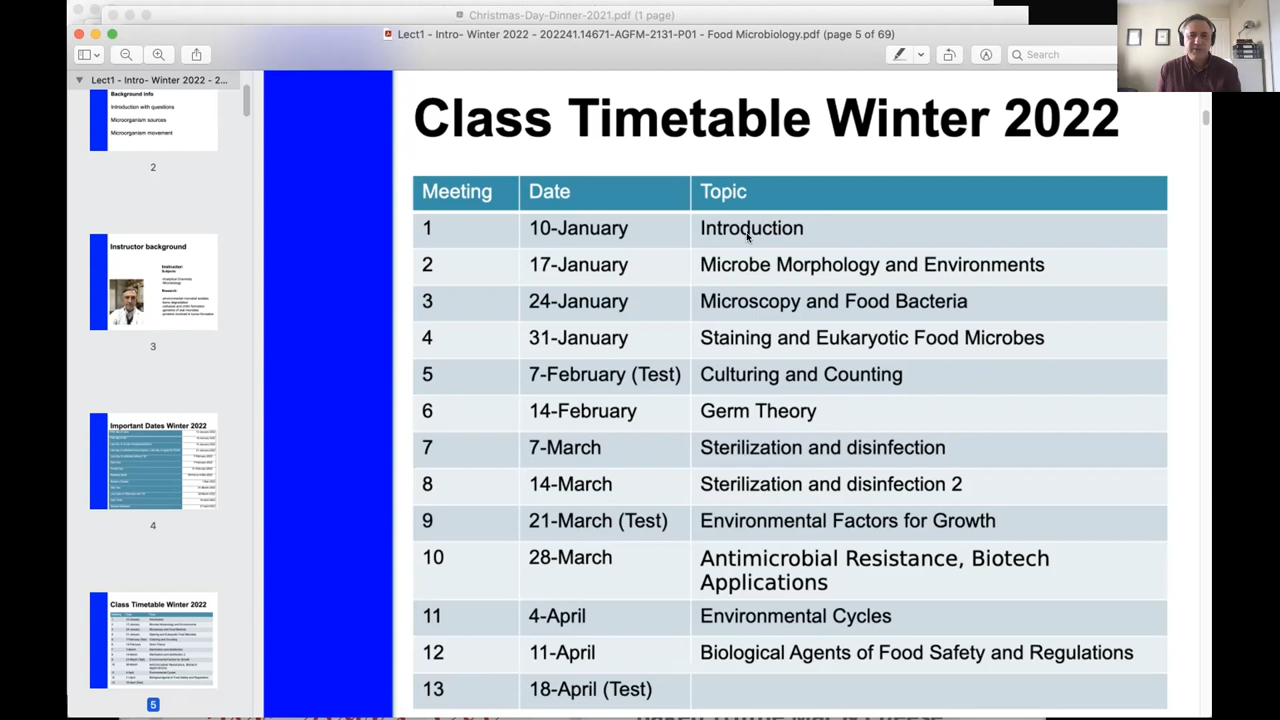 Christmas-Day-Dinner-2021.pdf (1 page)
Lect1 - Intro- Winter 2022 - 202241.14671-AGFM-2131-P01 - Food Microbiology.pdf (page 5 of 69)
Search
Lect1 - Intro- Winter 2022 - 2...
Background info
Introduction with questions
Microorganism sources
Microorganism movement
2
Instructor background
Instructor:
3
Important Dates Winter 2022
4
Class Timetable Winter 2022
5
Class Timetable Winter 2022
Meeting Date Topic
1 10-January Introduction
2 17-January Microbe Morphology and Environments
3 24-January Microscopy and Food Bacteria
4 31-January Staining and Eukaryotic Food Microbes
5 7-February (Test) Culturing and Counting
6 14-February Germ Theory
7 7-March Sterilization and disinfection
8 14-March Sterilization and disinfection 2
9 21-March (Test) Environmental Factors for Growth
10 28-March Antimicrobial Resistance, Biotech
Applications
11 4-April Environmental Cycles
12 11-April Biological Agents of Food Safety and Regulations
13 18-April (Test)